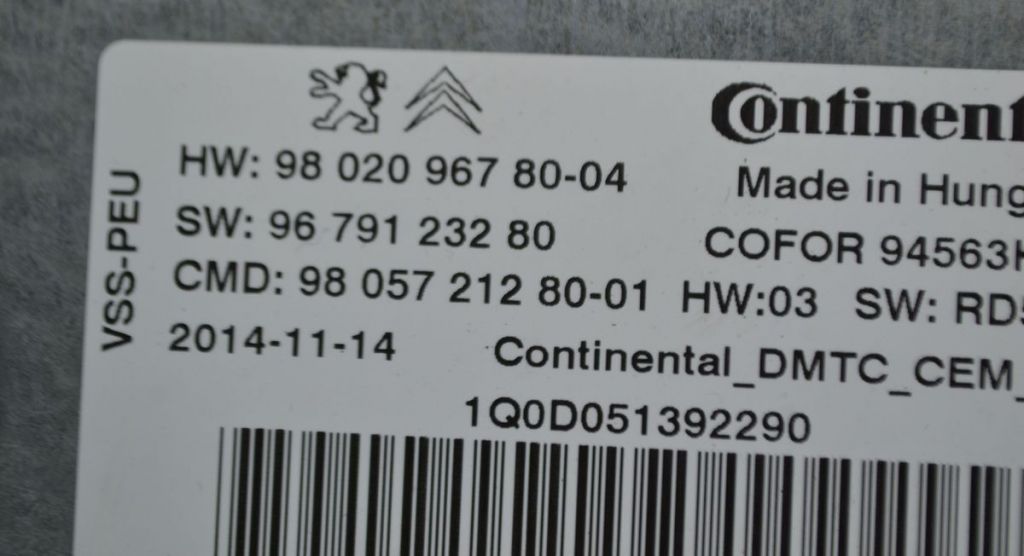 Continent
HW: 98 020 967 80-04
Made in Hung
SW: 96 791 232 80
COFOR 94563
CMD: 98 057 212 80-01 HW:03 SW: RD
2014-11-14
Continental_DMTC_CEM_
1Q0D051392290
VSS-PEU